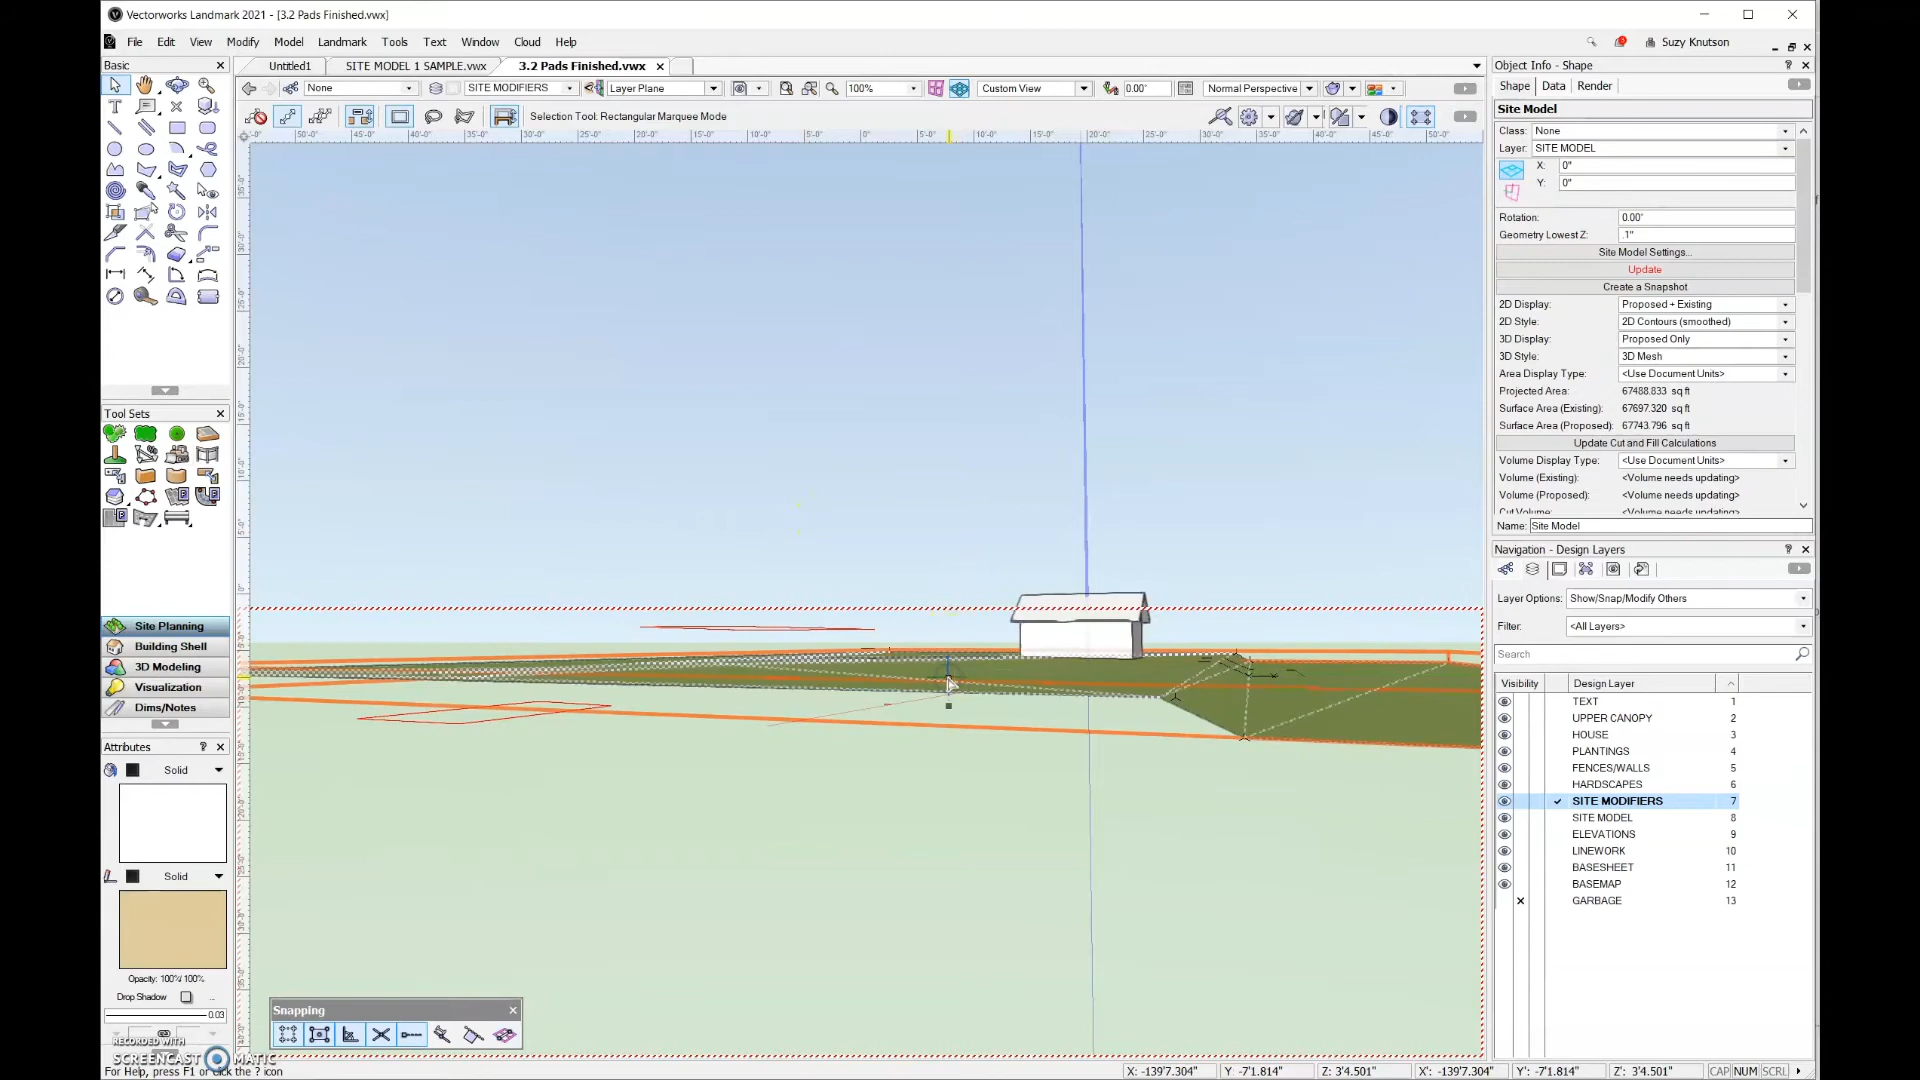 Vectorworks Landmark 2021 - [3.2 Pads Finished.vwx]
File Edit View Modify Model Landmark Tools Text Window Cloud Help
Suzy Knutson
Basic
Untitled1 SITE MODEL 1 SAMPLE.vwx 3.2 Pads Finished.vwx
None SITE MODIFIERS Layer Plane 100% Custom View 0.00° Normal Perspective
Selection Tool: Rectangular Marquee Mode
Tool Sets
Site Planning
Building Shell
3D Modeling
Visualization
Dims/Notes
Attributes
Solid
Solid
Opacity: 100%/ 100%
Drop Shadow
0.03
RECORDED WITH
SCREENCAST MATIC
Snapping
Object Info - Shape
Shape Data Render
Site Model
Class: None
Layer: SITE MODEL
X: 0"
Y: 0"
Rotation: 0.00°
Geometry Lowest Z: .1"
Site Model Settings...
Update
Create a Snapshot
2D Display: Proposed + Existing
2D Style: 2D Contours (smoothed)
3D Display: Proposed Only
3D Style: 3D Mesh
Area Display Type: <Use Document Units>
Projected Area: 67488.833 sq ft
Surface Area (Existing): 67697.320 sq ft
Surface Area (Proposed): 67743.796 sq ft
Update Cut and Fill Calculations
Volume Display Type: <Use Document Units>
Volume (Existing): <Volume needs updating>
Volume (Proposed): <Volume needs updating>
Cut Volume: <Volume needs updating>
Name: Site Model
Navigation - Design Layers
Layer Options: Show/Snap/Modify Others
Filter: <All Layers>
Search
Visibility Design Layer
TEXT 1
UPPER CANOPY 2
HOUSE 3
PLANTINGS 4
FENCES/WALLS 5
HARDSCAPES 6
SITE MODIFIERS 7
SITE MODEL 8
ELEVATIONS 9
LINEWORK 10
BASESHEET 11
BASEMAP 12
GARBAGE 13
For Help, press F1 or click the ? icon
X: -139'7.304" Y: -7'1.814" Z: 3'4.501" X': -139'7.304" Y': -7'1.814" Z': 3'4.501" CAP NUM SCRL